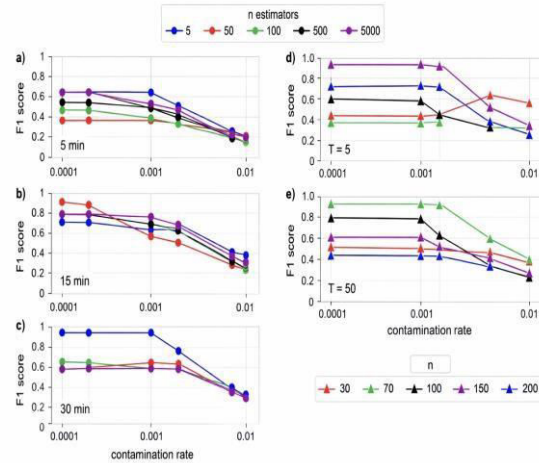 n estimators
5 50 100 500 5000
a)
F1 score
1
0.8
0.6
0.4
0.2
0
5 min
0.0001 0.001 0.01
b)
F1 score
1
0.8
0.6
0.4
0.2
0
15 min
0.0001 0.001 0.01
c)
F1 score
1
0.8
0.6
0.4
0.2
0
30 min
0.0001 0.001 0.01
contamination rate
d)
F1 score
1.0
0.8
0.6
0.4
0.2
0.0
T = 5
0.0001 0.001 0.01
e)
F1 score
1.0
0.8
0.6
0.4
0.2
0.0
T = 50
0.0001 0.001 0.01
contamination rate
n
30 70 100 150 200